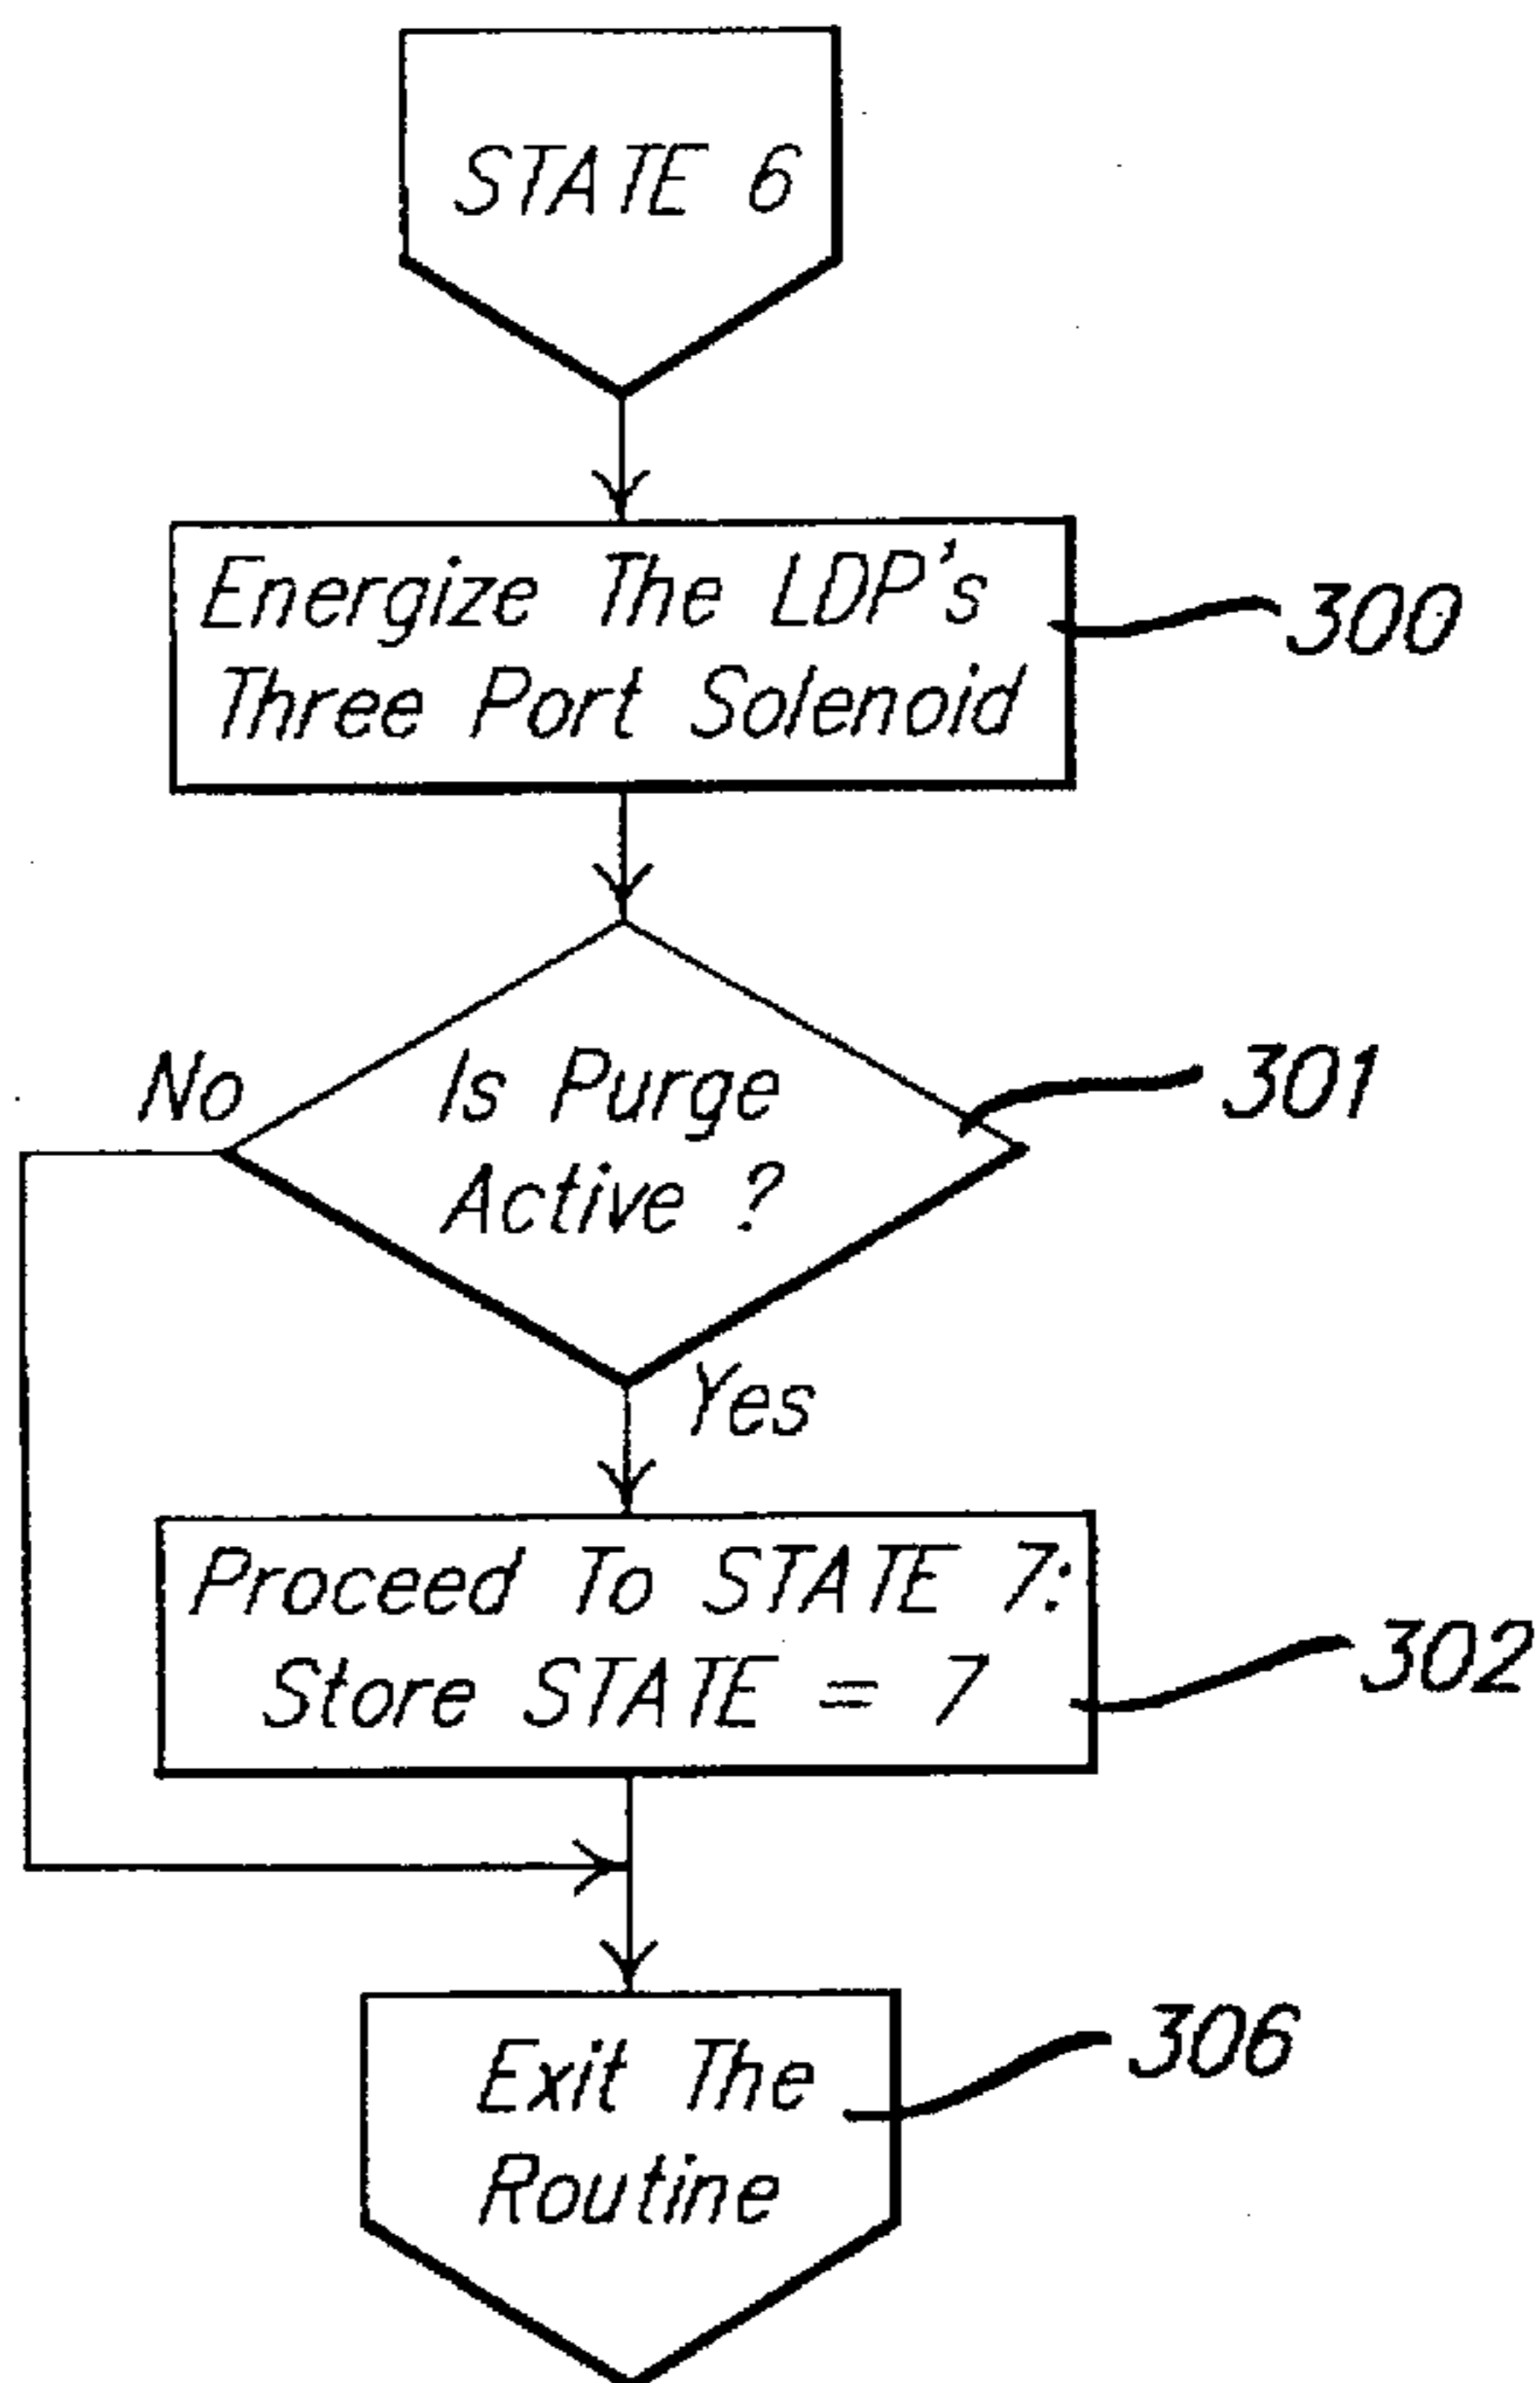 STATE 6
Energize The LDP's
Three Port Solenoid
300
No
Is Purge
Active ?
301
Yes
Proceed To STATE 7:
Store STATE = 7
302
Exit The
Routine
306